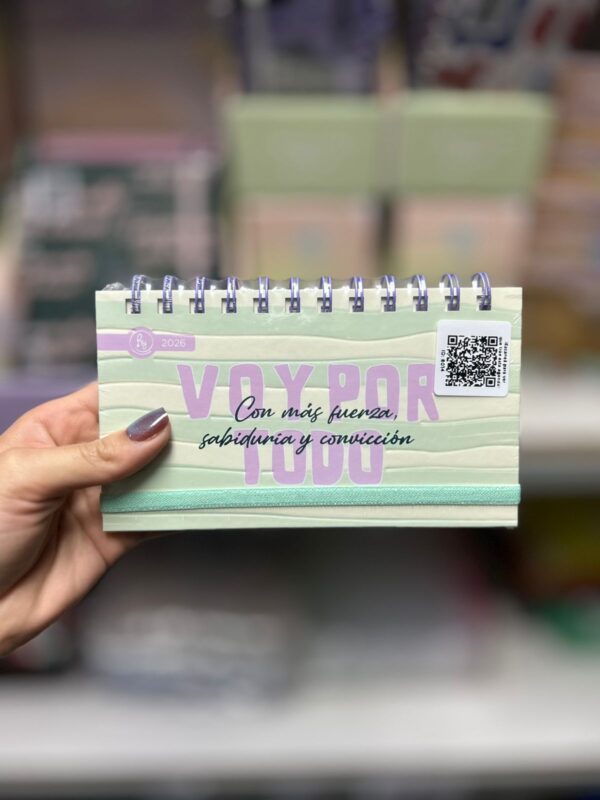 2026
VOY POR
Con más fuerza,
sabiduría y convicción
TODO